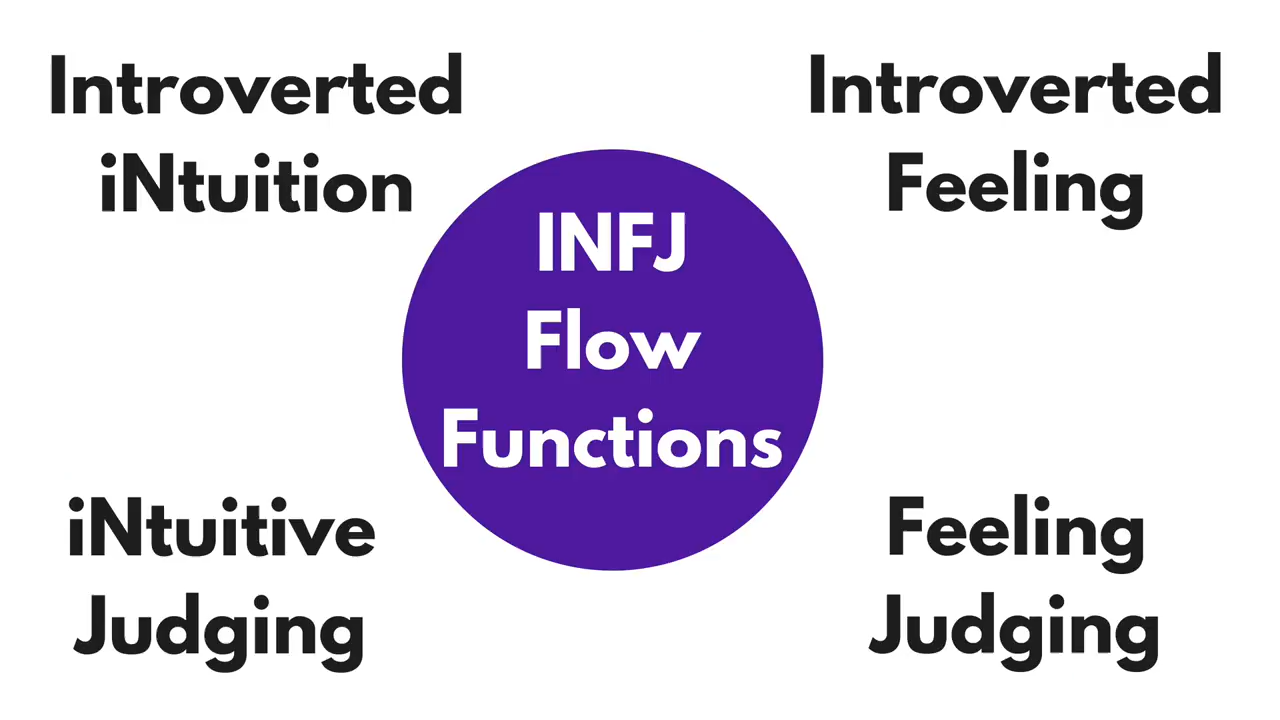 Introverted
iNtuition
Introverted
Feeling
INFJ
Flow
Functions
iNtuitive
Judging
Feeling
Judging